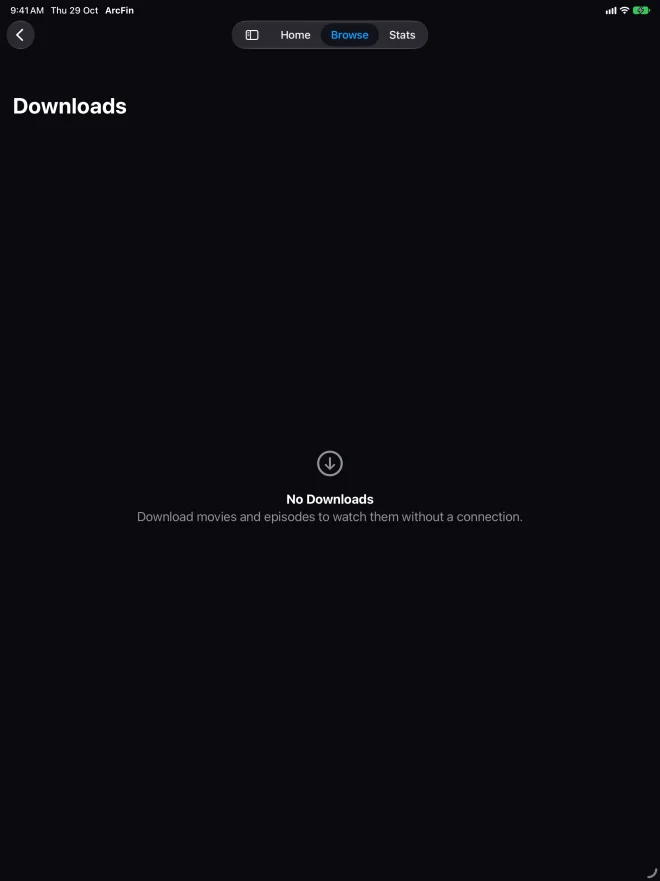 9:41 AM Thu 29 Oct ArcFin
Home Browse Stats
Downloads
No Downloads
Download movies and episodes to watch them without a connection.